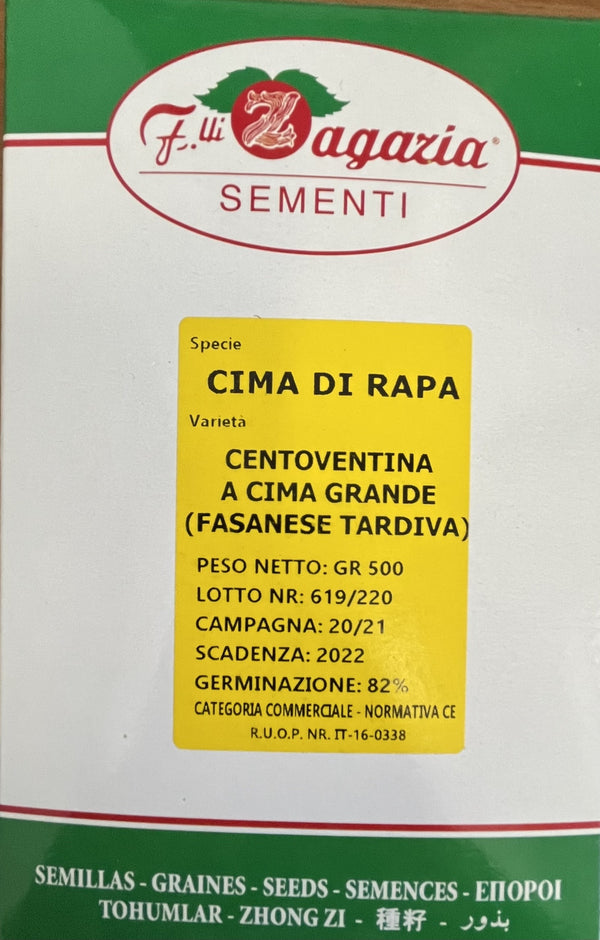 F.lli Zagaria®
SEMENTI
Specie
CIMA DI RAPA
Varietà
CENTOVENTINA
A CIMA GRANDE
(FASANESE TARDIVA)
PESO NETTO: GR 500
LOTTO NR: 619/220
CAMPAGNA: 20/21
SCADENZA: 2022
GERMINAZIONE: 82%
CATEGORIA COMMERCIALE - NORMATIVA CE
R.U.O.P. NR. IT-16-0338
SEMILLAS - GRAINES - SEEDS - SEMENCES - ΕΠΟΡΟΙ
TOHUMLAR - ZHONG ZI - 種籽 - بذور